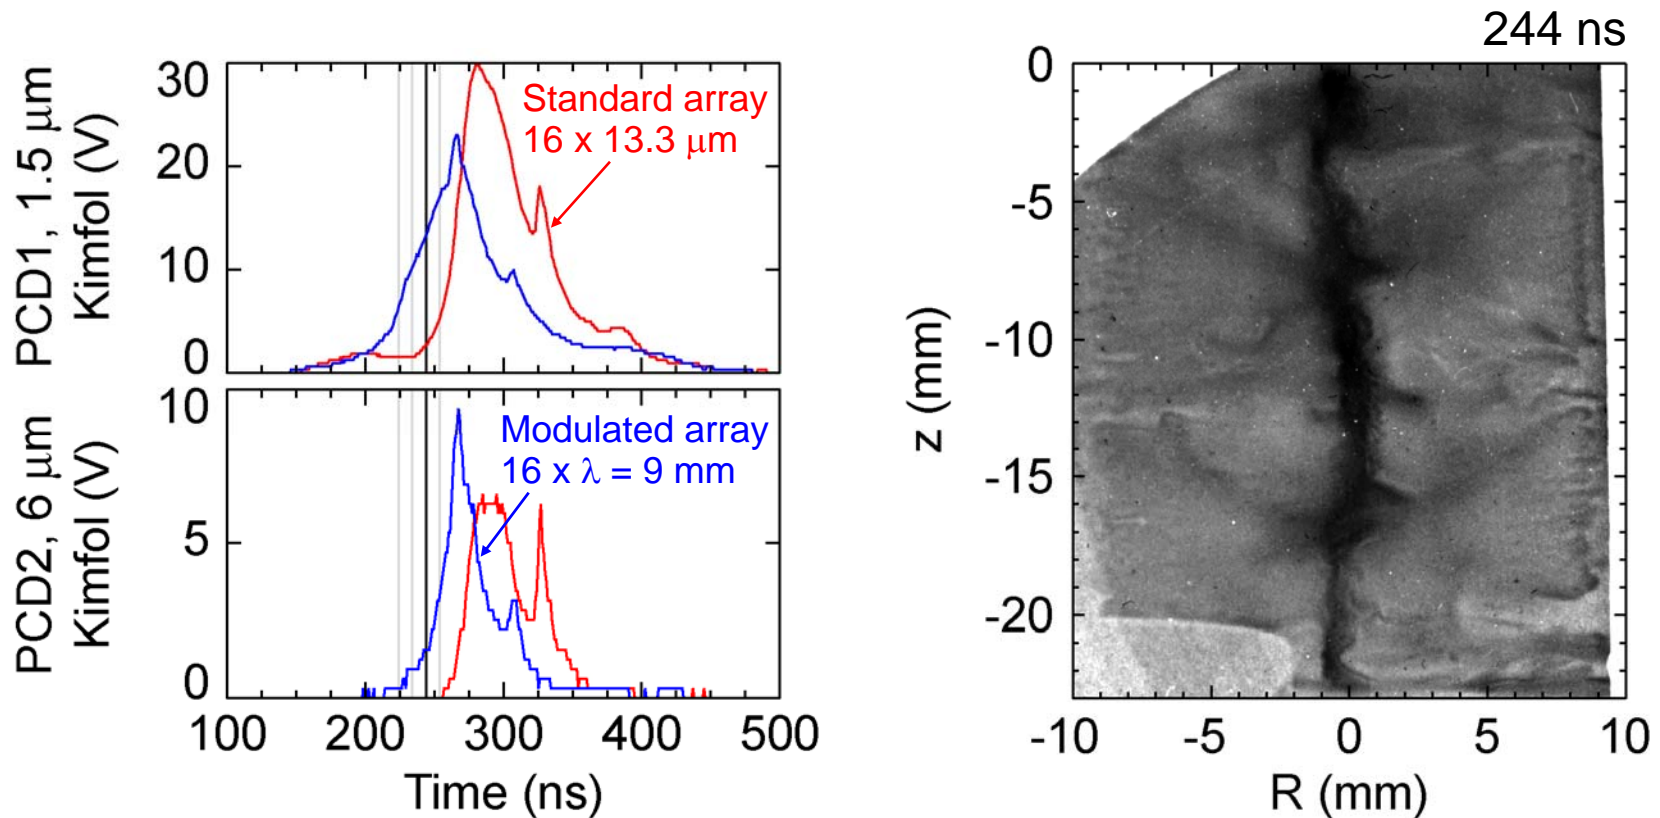 PCD1, 1.5 μm
Kimfol (V)
30
20
10
0
Standard array
16 x 13.3 μm
PCD2, 6 μm
Kimfol (V)
10
5
0
Modulated array
16 x λ = 9 mm
100 200 300 400 500
Time (ns)
244 ns
z (mm)
0
-5
-10
-15
-20
-10 -5 0 5 10
R (mm)